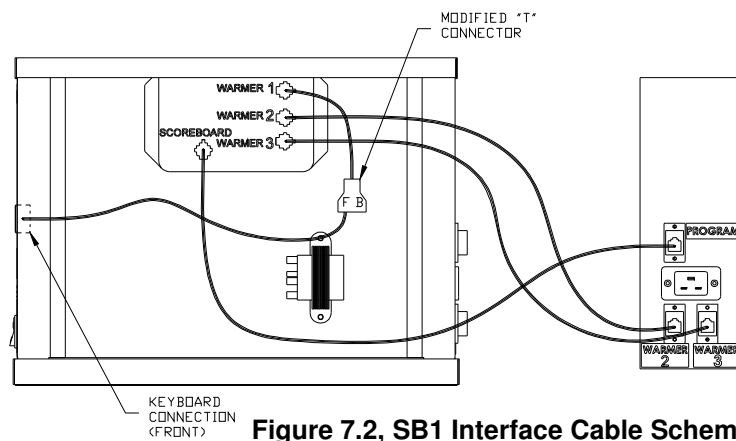 MODIFIED "T"
CONNECTOR
WARMER 1
WARMER 2
SCOREBOARD
WARMER 3
F B
PROGRAM
WARMER 2
WARMER 3
KEYBOARD
CONNECTION
(FRONT)
Figure 7.2, SB1 Interface Cable Schem